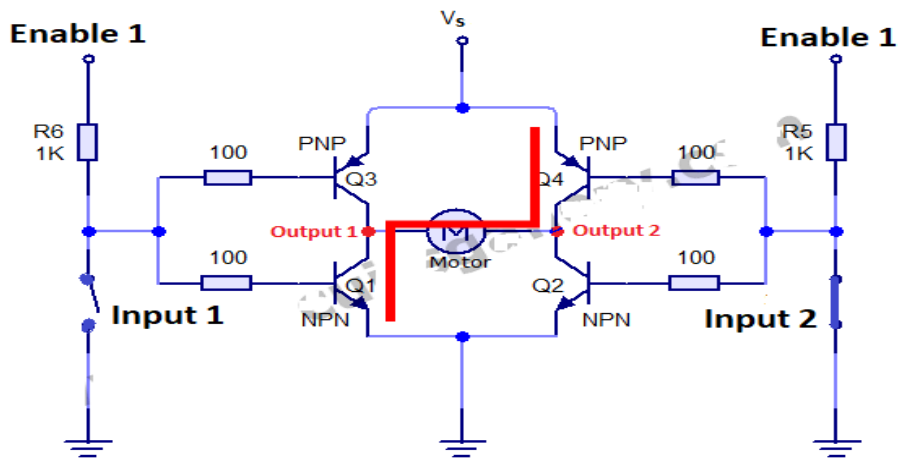 Vs
Enable 1
Enable 1
R6
1K
100
PNP
Q3
PNP
Q4
100
R5
1K
Output 1
M
Motor
Output 2
100
Q1
NPN
Q2
NPN
100
Input 1
Input 2